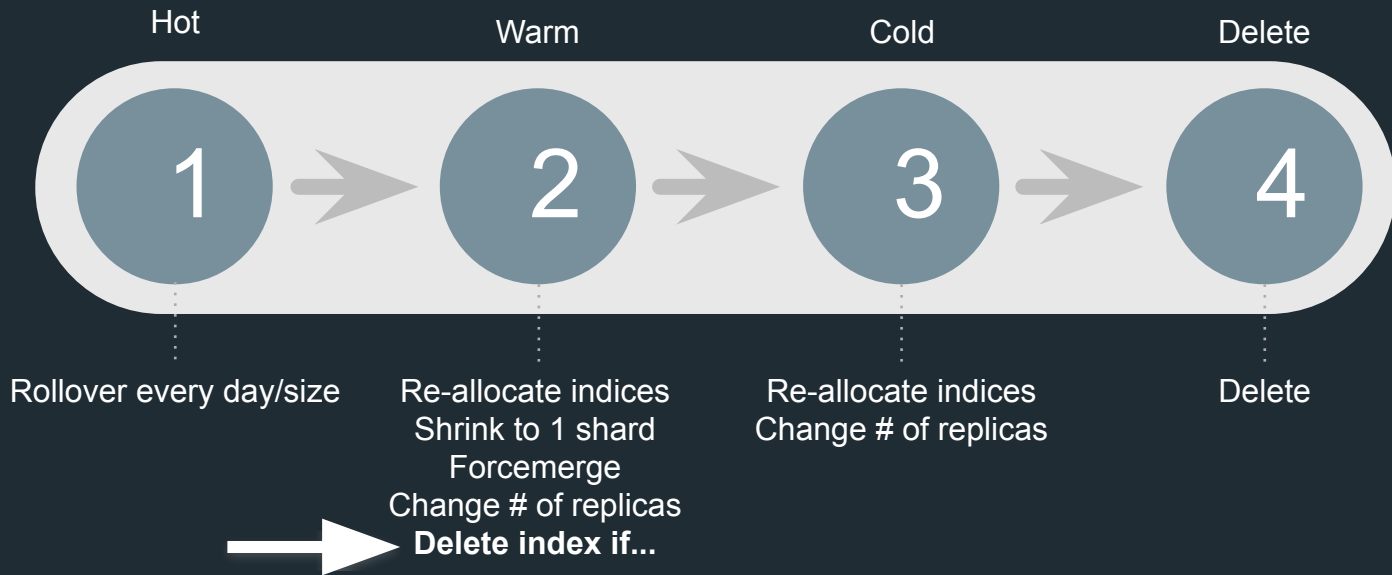 Hot
Warm
Cold
Delete
1
2
3
4
Rollover every day/size
Re-allocate indices
Shrink to 1 shard
Forcemerge
Change # of replicas
Delete index if...
Re-allocate indices
Change # of replicas
Delete